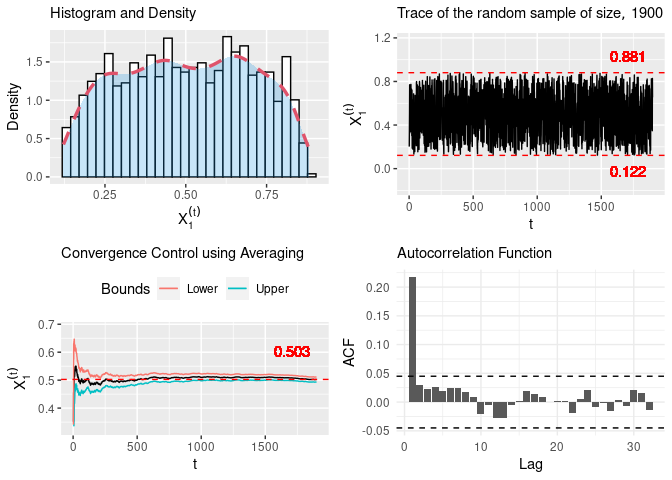 Histogram and Density
Density
1.5
1.0
0.5
0.0
0.25
0.50
0.75
X₁⁽ᵗ⁾
Trace of the random sample of size, 1900
X₁⁽ᵗ⁾
1.2
0.8
0.4
0.0
0.881
0.122
0
500
1000
1500
t
Convergence Control using Averaging
Bounds Lower Upper
X₁⁽ᵗ⁾
0.7
0.6
0.5
0.4
0.503
0
500
1000
1500
t
Autocorrelation Function
ACF
0.20
0.15
0.10
0.05
0.00
-0.05
0
10
20
30
Lag